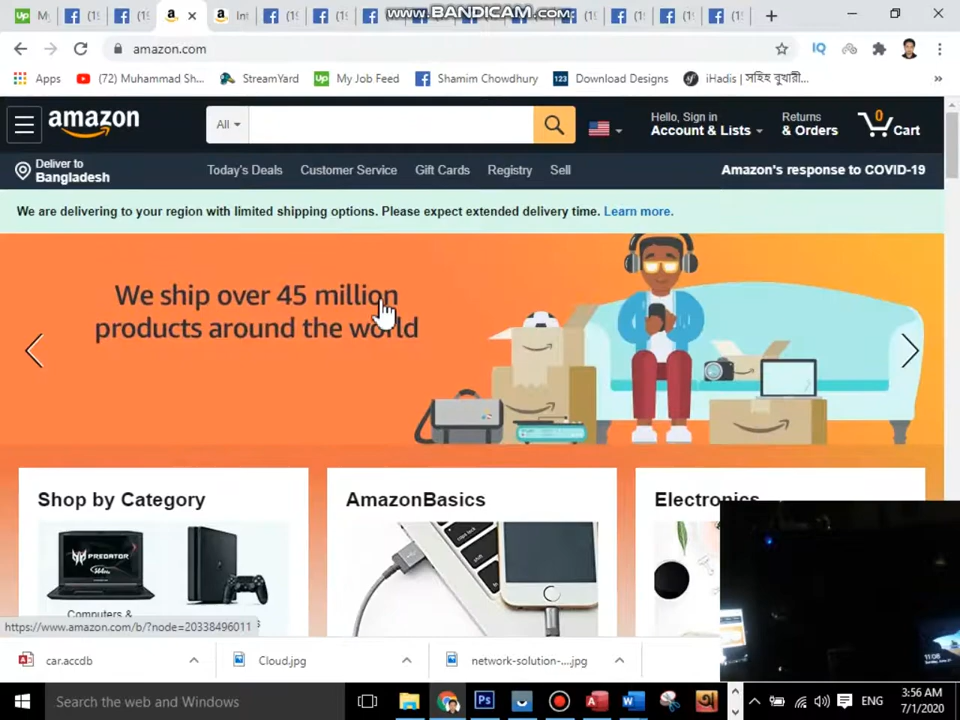 www.BANDICAM.com
amazon.com
Apps
(72) Muhammad Sh...
StreamYard
Up
My Job Feed
Shamim Chowdhury
123
Download Designs
iHadis | সহিহ বুখারী...
»
amazon
All
Hello, Sign in
Account & Lists
Returns
& Orders
0
Cart
Deliver to
Bangladesh
Today's Deals
Customer Service
Gift Cards
Registry
Sell
Amazon's response to COVID-19
We are delivering to your region with limited shipping options. Please expect extended delivery time. Learn more.
We ship over 45 million
products around the world
Shop by Category
AmazonBasics
Electronics
PREDATOR
Computers &
https://www.amazon.com/b/?node=20338496011
car.accdb
Cloud.jpg
network-solution-....jpg
Search the web and Windows
Ps
ENG
3:56 AM
7/1/2020